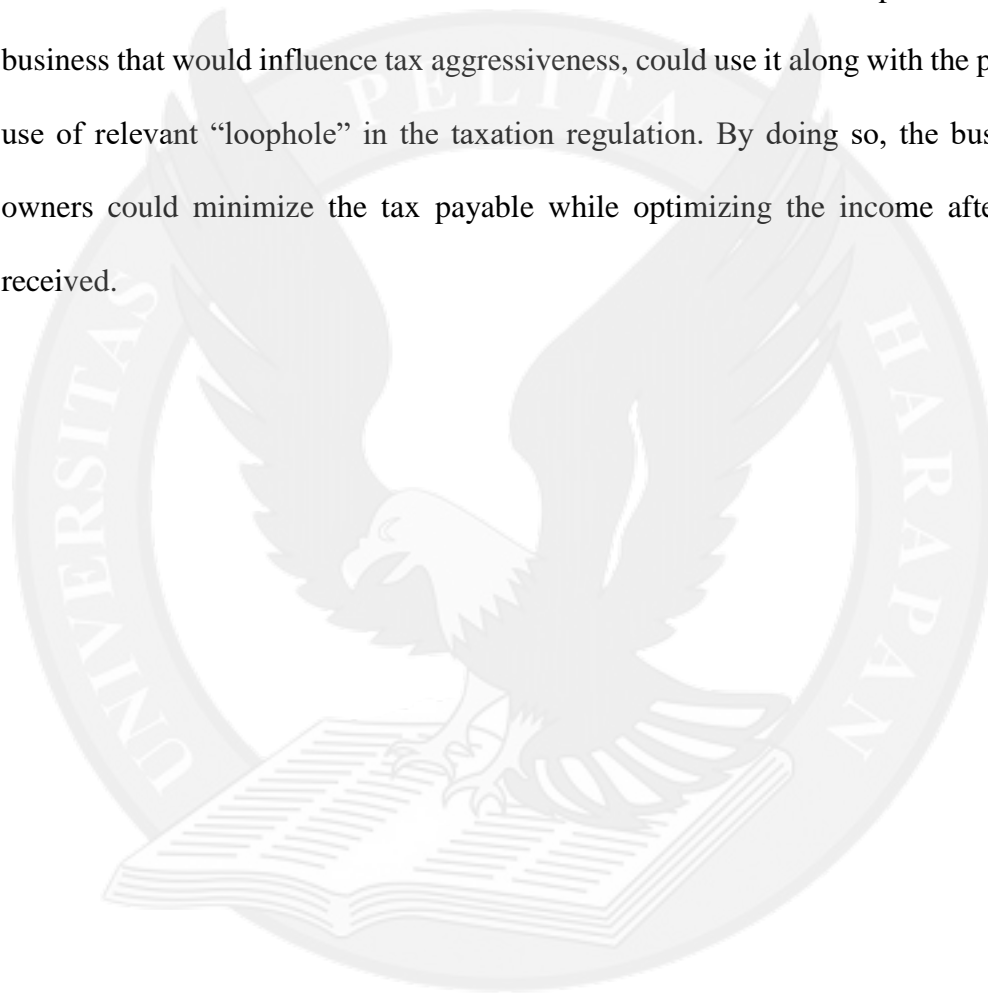 business that would influence tax aggressiveness, could use it along with the p
use of relevant “loophole” in the taxation regulation. By doing so, the bus
owners could minimize the tax payable while optimizing the income afte
received.
UNIVERSITAS PELITA HARAPAN